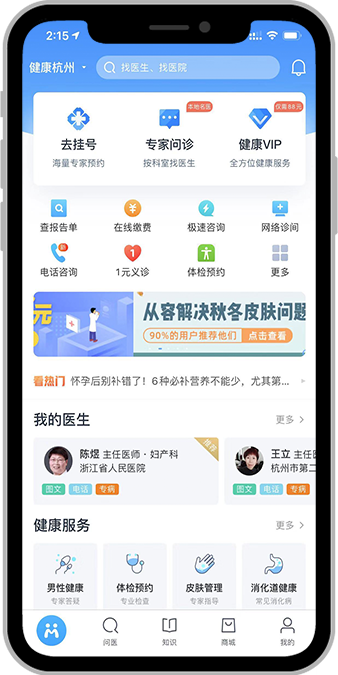 2:15
健康杭州
找医生、找医院
本地名医
仅需88元
去挂号
专家问诊
健康VIP
海量专家预约
按科室找医生
全方位健康服务
查报告单
在线缴费
极速咨询
网络诊间
电话咨询
1元义诊
体检预约
更多
元
从容解决秋冬皮肤问题
90%的用户推荐他们
点击查看
看热门
怀孕后别补错了！6种必补营养不能少，尤其第...
我的医生
更多
陈煜 主任医师·妇产科
浙江省人民医院
推荐
图文
电话
专病
王立 主任医
杭州市第二
图文
电话
专病
健康服务
更多
男性健康
体检预约
皮肤管理
消化道健康
专家答疑
专业检查
专家指导
常见消化病
问医
知识
商城
我的